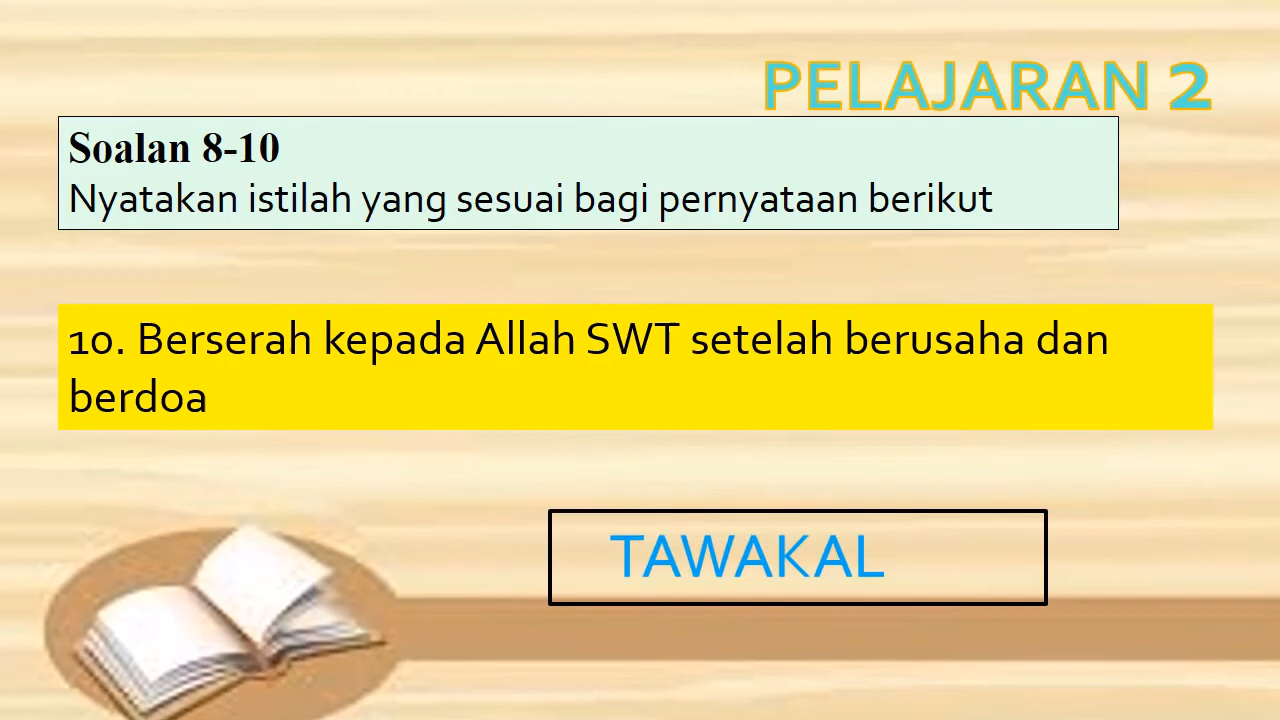 PELAJARAN 2
Soalan 8-10
Nyatakan istilah yang sesuai bagi pernyataan berikut
10. Berserah kepada Allah SWT setelah berusaha dan
berdoa
TAWAKAL